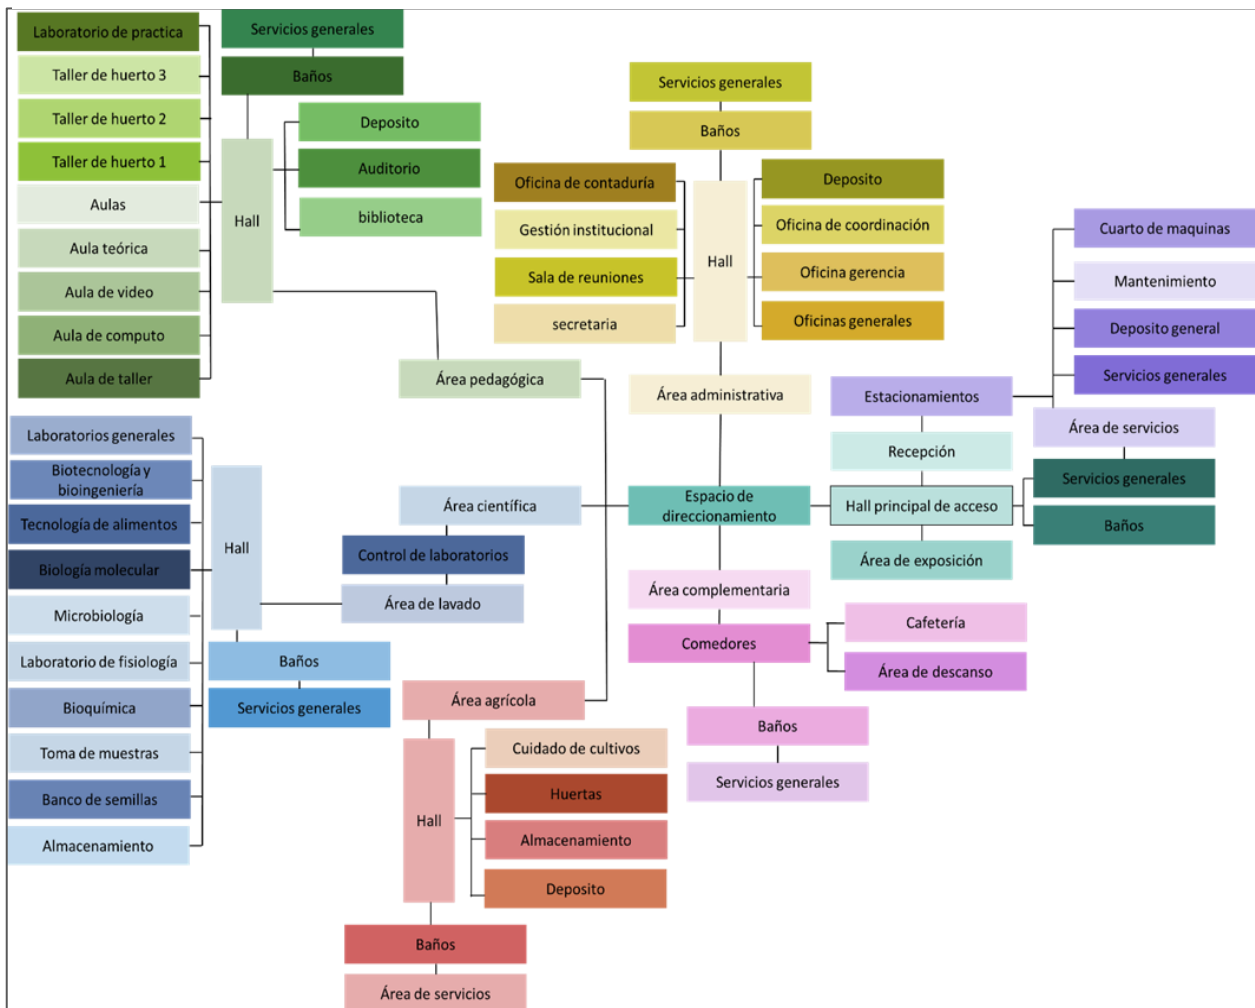 Laboratorio de practica
Taller de huerto 3
Taller de huerto 2
Taller de huerto 1
Aulas
Aula teórica
Aula de video
Aula de computo
Aula de taller
Servicios generales
Baños
Hall
Deposito
Auditorio
biblioteca
Área pedagógica
Servicios generales
Baños
Oficina de contaduría
Gestión institucional
Sala de reuniones
secretaria
Hall
Deposito
Oficina de coordinación
Oficina gerencia
Oficinas generales
Área administrativa
Cuarto de maquinas
Mantenimiento
Deposito general
Servicios generales
Estacionamientos
Área de servicios
Recepción
Servicios generales
Hall principal de acceso
Baños
Área de exposición
Espacio de
direccionamiento
Área científica
Control de laboratorios
Área de lavado
Laboratorios generales
Biotecnología y
bioingeniería
Tecnología de alimentos
Biología molecular
Microbiología
Laboratorio de fisiología
Bioquímica
Toma de muestras
Banco de semillas
Almacenamiento
Hall
Baños
Servicios generales
Área complementaria
Comedores
Cafetería
Área de descanso
Baños
Servicios generales
Área agrícola
Hall
Cuidado de cultivos
Huertas
Almacenamiento
Deposito
Baños
Área de servicios